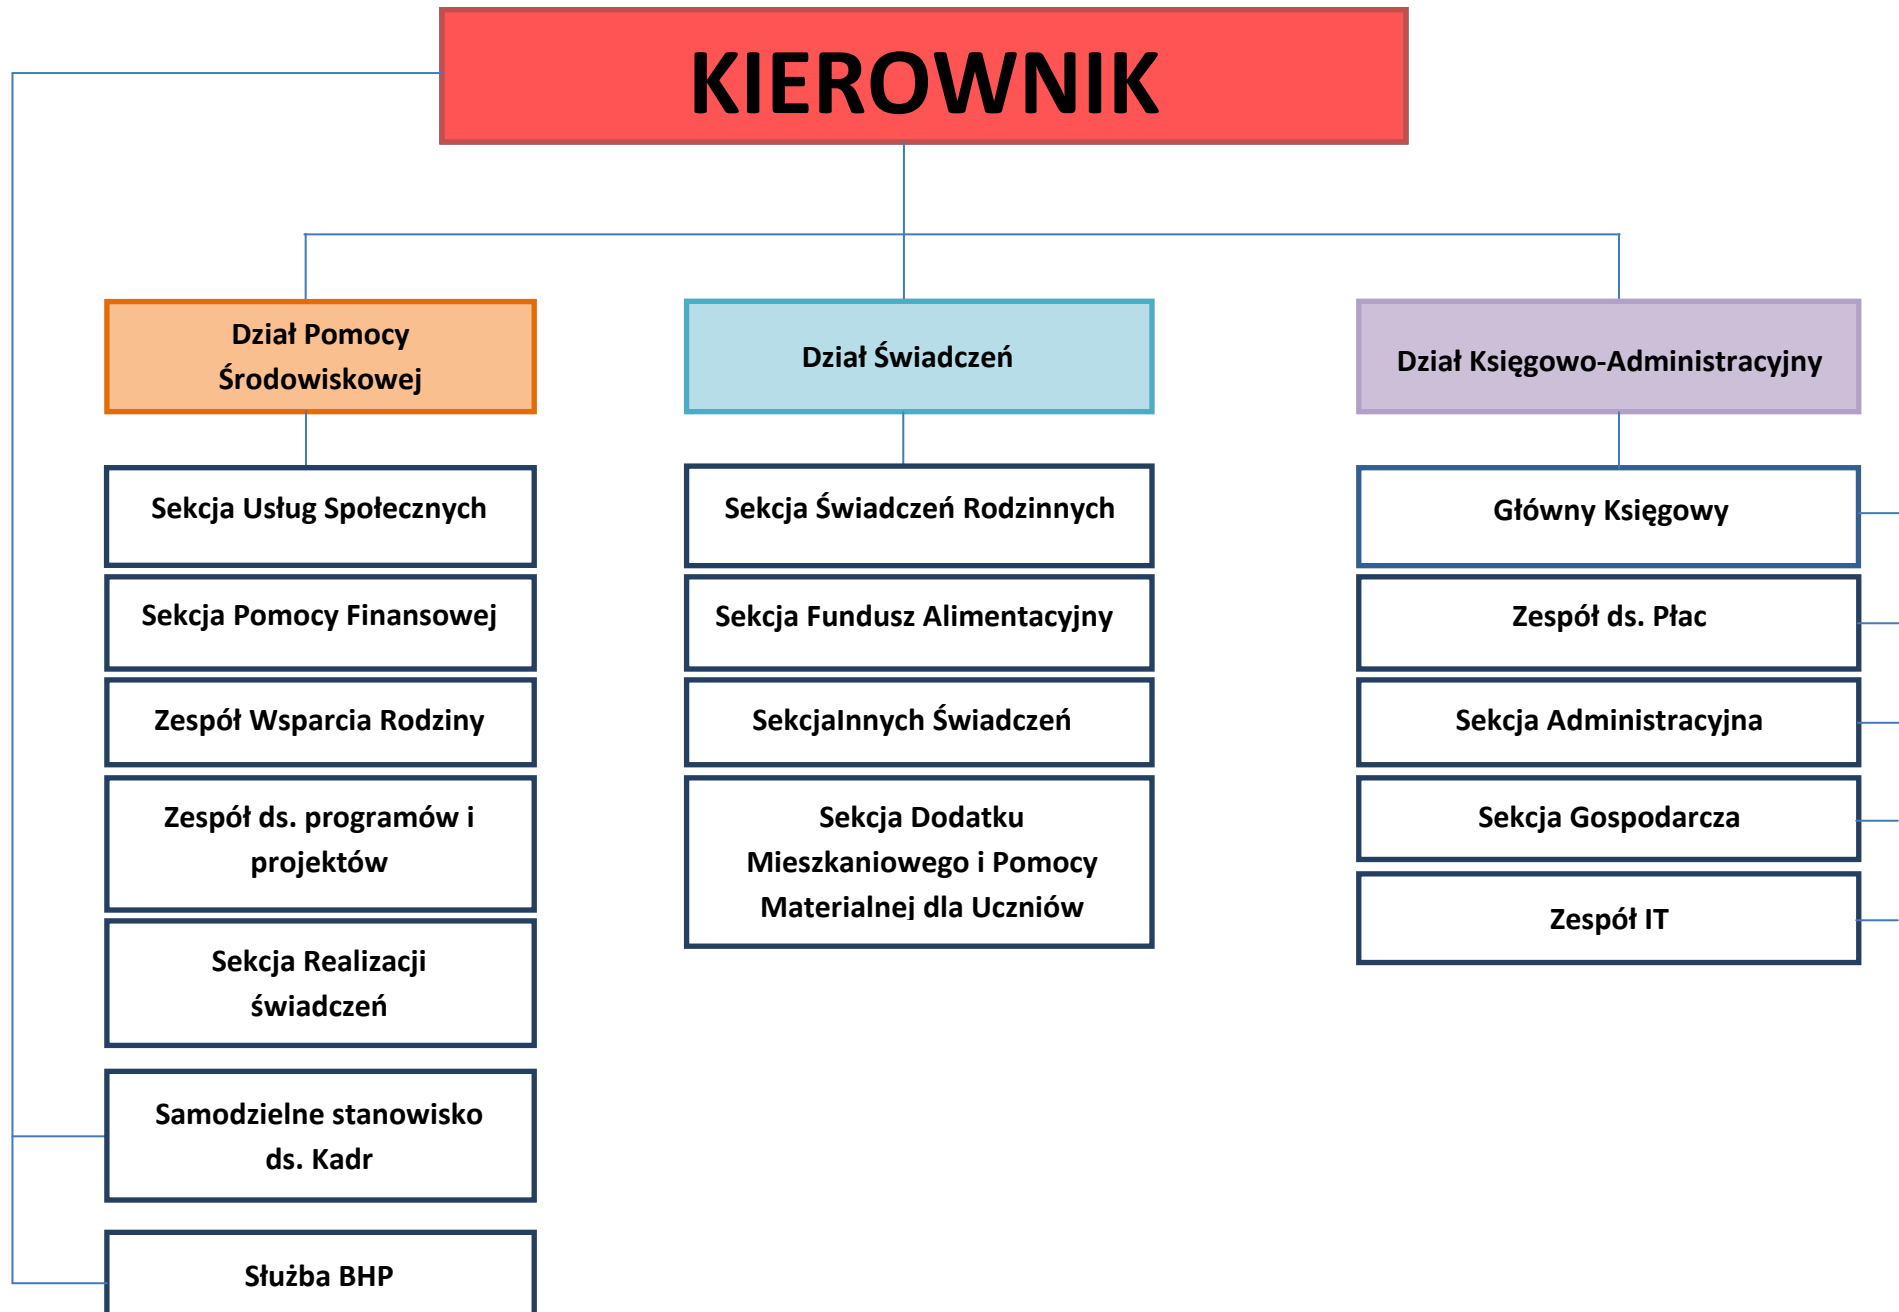 KIEROWNIK
Dział Pomocy
Środowiskowej
Sekcja Usług Społecznych
Sekcja Pomocy Finansowej
Zespół Wsparcia Rodziny
Zespół ds. programów i
projektów
Sekcja Realizacji
świadczeń
Samodzielne stanowisko
ds. Kadr
Służba BHP
Dział Świadczeń
Sekcja Świadczeń Rodzinnych
Sekcja Fundusz Alimentacyjny
SekcjaInnych Świadczeń
Sekcja Dodatku
Mieszkaniowego i Pomocy
Materialnej dla Uczniów
Dział Księgowo-Administracyjny
Główny Księgowy
Zespół ds. Płac
Sekcja Administracyjna
Sekcja Gospodarcza
Zespół IT